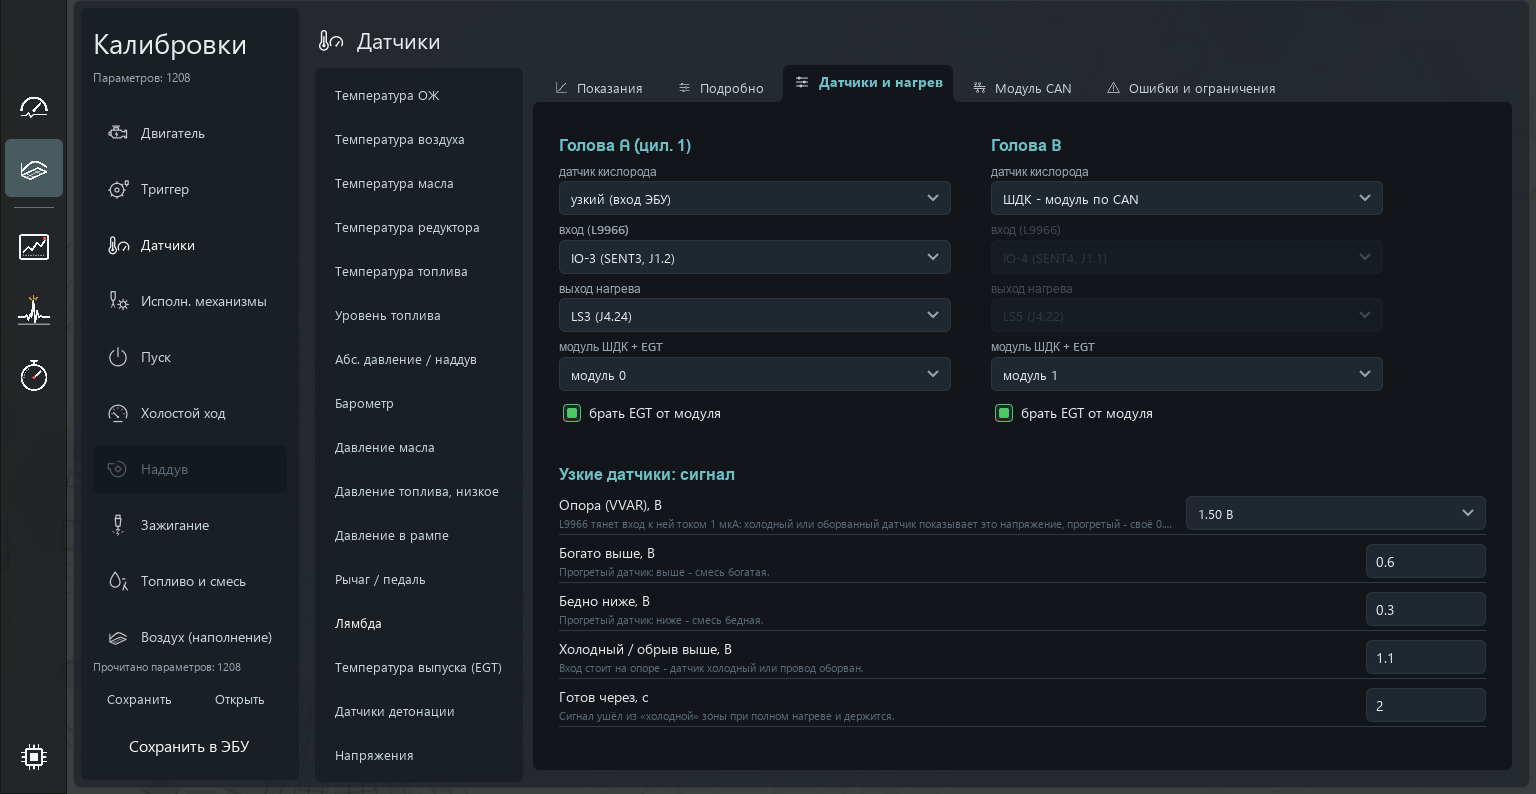 Калибровки
Параметров: 1208
Двигатель
Триггер
Датчики
Исполн. механизмы
Пуск
Холостой ход
Наддув
Зажигание
Топливо и смесь
Воздух (наполнение)
Прочитано параметров: 1208
Сохранить
Открыть
Сохранить в ЭБУ
Датчики
Температура ОЖ
Температура воздуха
Температура масла
Температура редуктора
Температура топлива
Уровень топлива
Абс. давление / наддув
Барометр
Давление масла
Давление топлива, низкое
Давление в рампе
Рычаг / педаль
Лямбда
Температура выпуска (EGT)
Датчики детонации
Напряжения
Показания
Подробно
Датчики и нагрев
Модуль CAN
Ошибки и ограничения
Голова A (цил. 1)
датчик кислорода
узкий (вход ЭБУ)
вход (L9966)
IO-3 (SENT3, J1.2)
выход нагрева
LS3 (J4.24)
модуль ШДК + EGT
модуль 0
брать EGT от модуля
Голова B
датчик кислорода
ШДК - модуль по CAN
вход (L9966)
IO-4 (SENT4, J1.1)
выход нагрева
LS5 (J4.22)
модуль ШДК + EGT
модуль 1
брать EGT от модуля
Узкие датчики: сигнал
Опора (VVAR), В
L9966 тянет вход к ней током 1 мкА: холодный или оборванный датчик показывает это напряжение, прогретый - своё 0....
1.50 В
Богато выше, В
Прогретый датчик: выше - смесь богатая.
0.6
Бедно ниже, В
Прогретый датчик: ниже - смесь бедная.
0.3
Холодный / обрыв выше, В
Вход стоит на опоре - датчик холодный или провод оборван.
1.1
Готов через, с
Сигнал ушёл из «холодной» зоны при полном нагреве и держится.
2